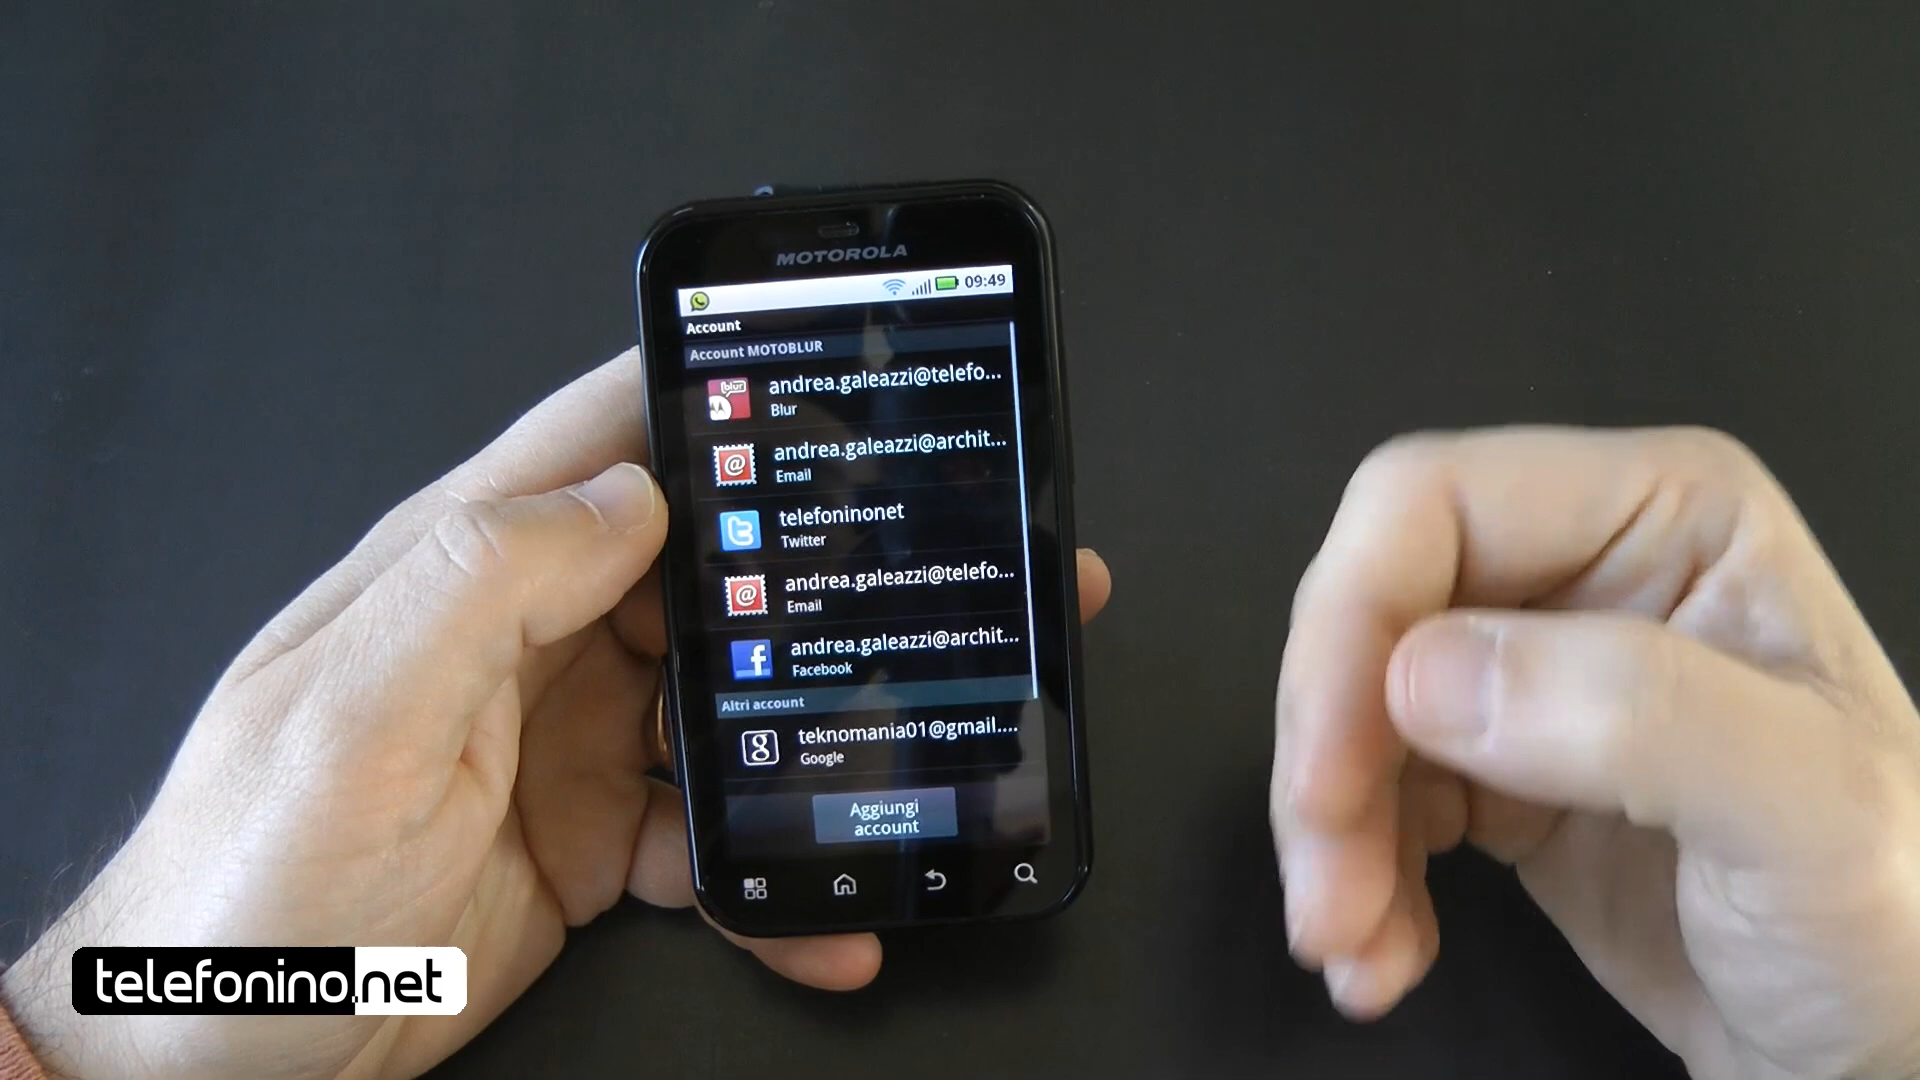 MOTOROLA
09:49
Account
Account MOTOBLUR
blur
andrea.galeazzi@telefo...
Blur
andrea.galeazzi@archit...
Email
telefoninonet
Twitter
andrea.galeazzi@telefo...
Email
andrea.galeazzi@archit...
Facebook
Altri account
teknomania01@gmail....
Google
Aggiungi
account
telefonino.net